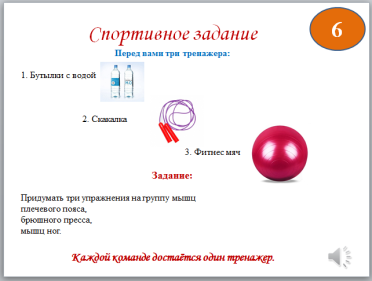 Спортивное задание
6
Перед вами три тренажера:
1. Бутылки с водой
2. Скакалка
3. Фитнес мяч
Задание:
Придумать три упражнения на группу мышц
плечевого пояса,
брюшного пресса,
мышц ног.
Каждой команде достаётся один тренажер.